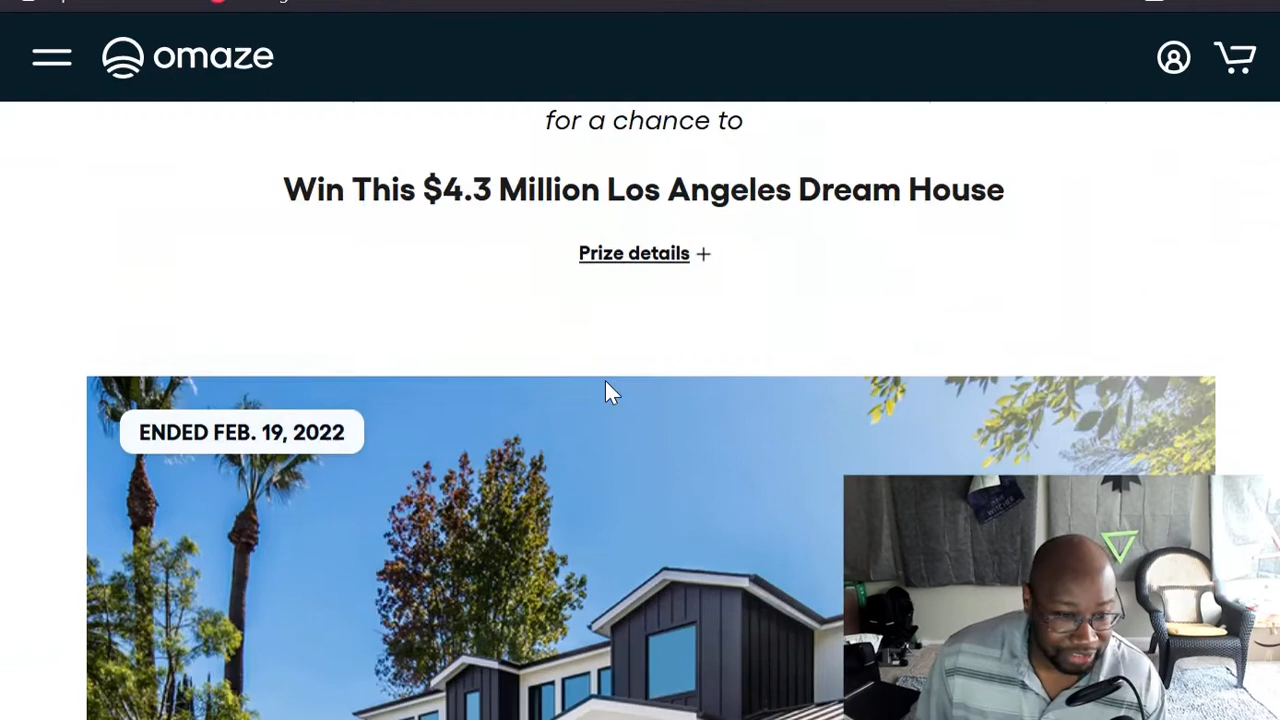 omaze
for a chance to
Win This $4.3 Million Los Angeles Dream House
Prize details +
ENDED FEB. 19, 2022